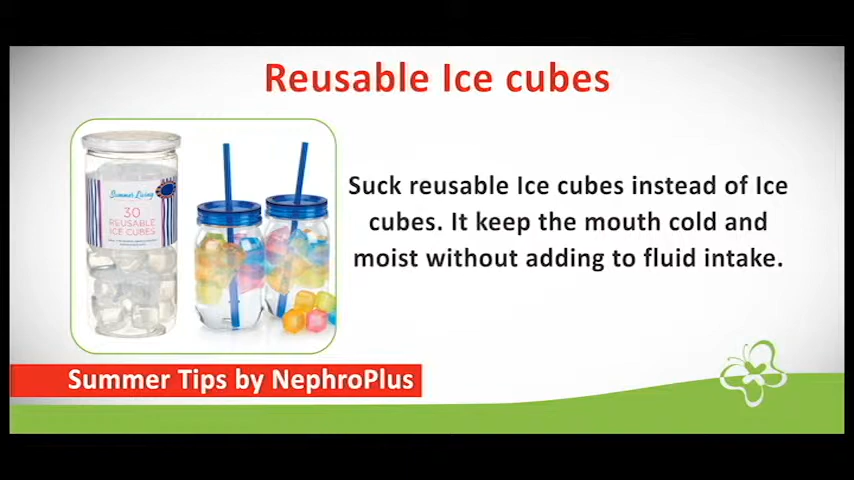 Reusable Ice cubes
Summer Living
30
REUSABLE
ICE CUBES
Suck reusable Ice cubes instead of Ice
cubes. It keep the mouth cold and
moist without adding to fluid intake.
Summer Tips by NephroPlus